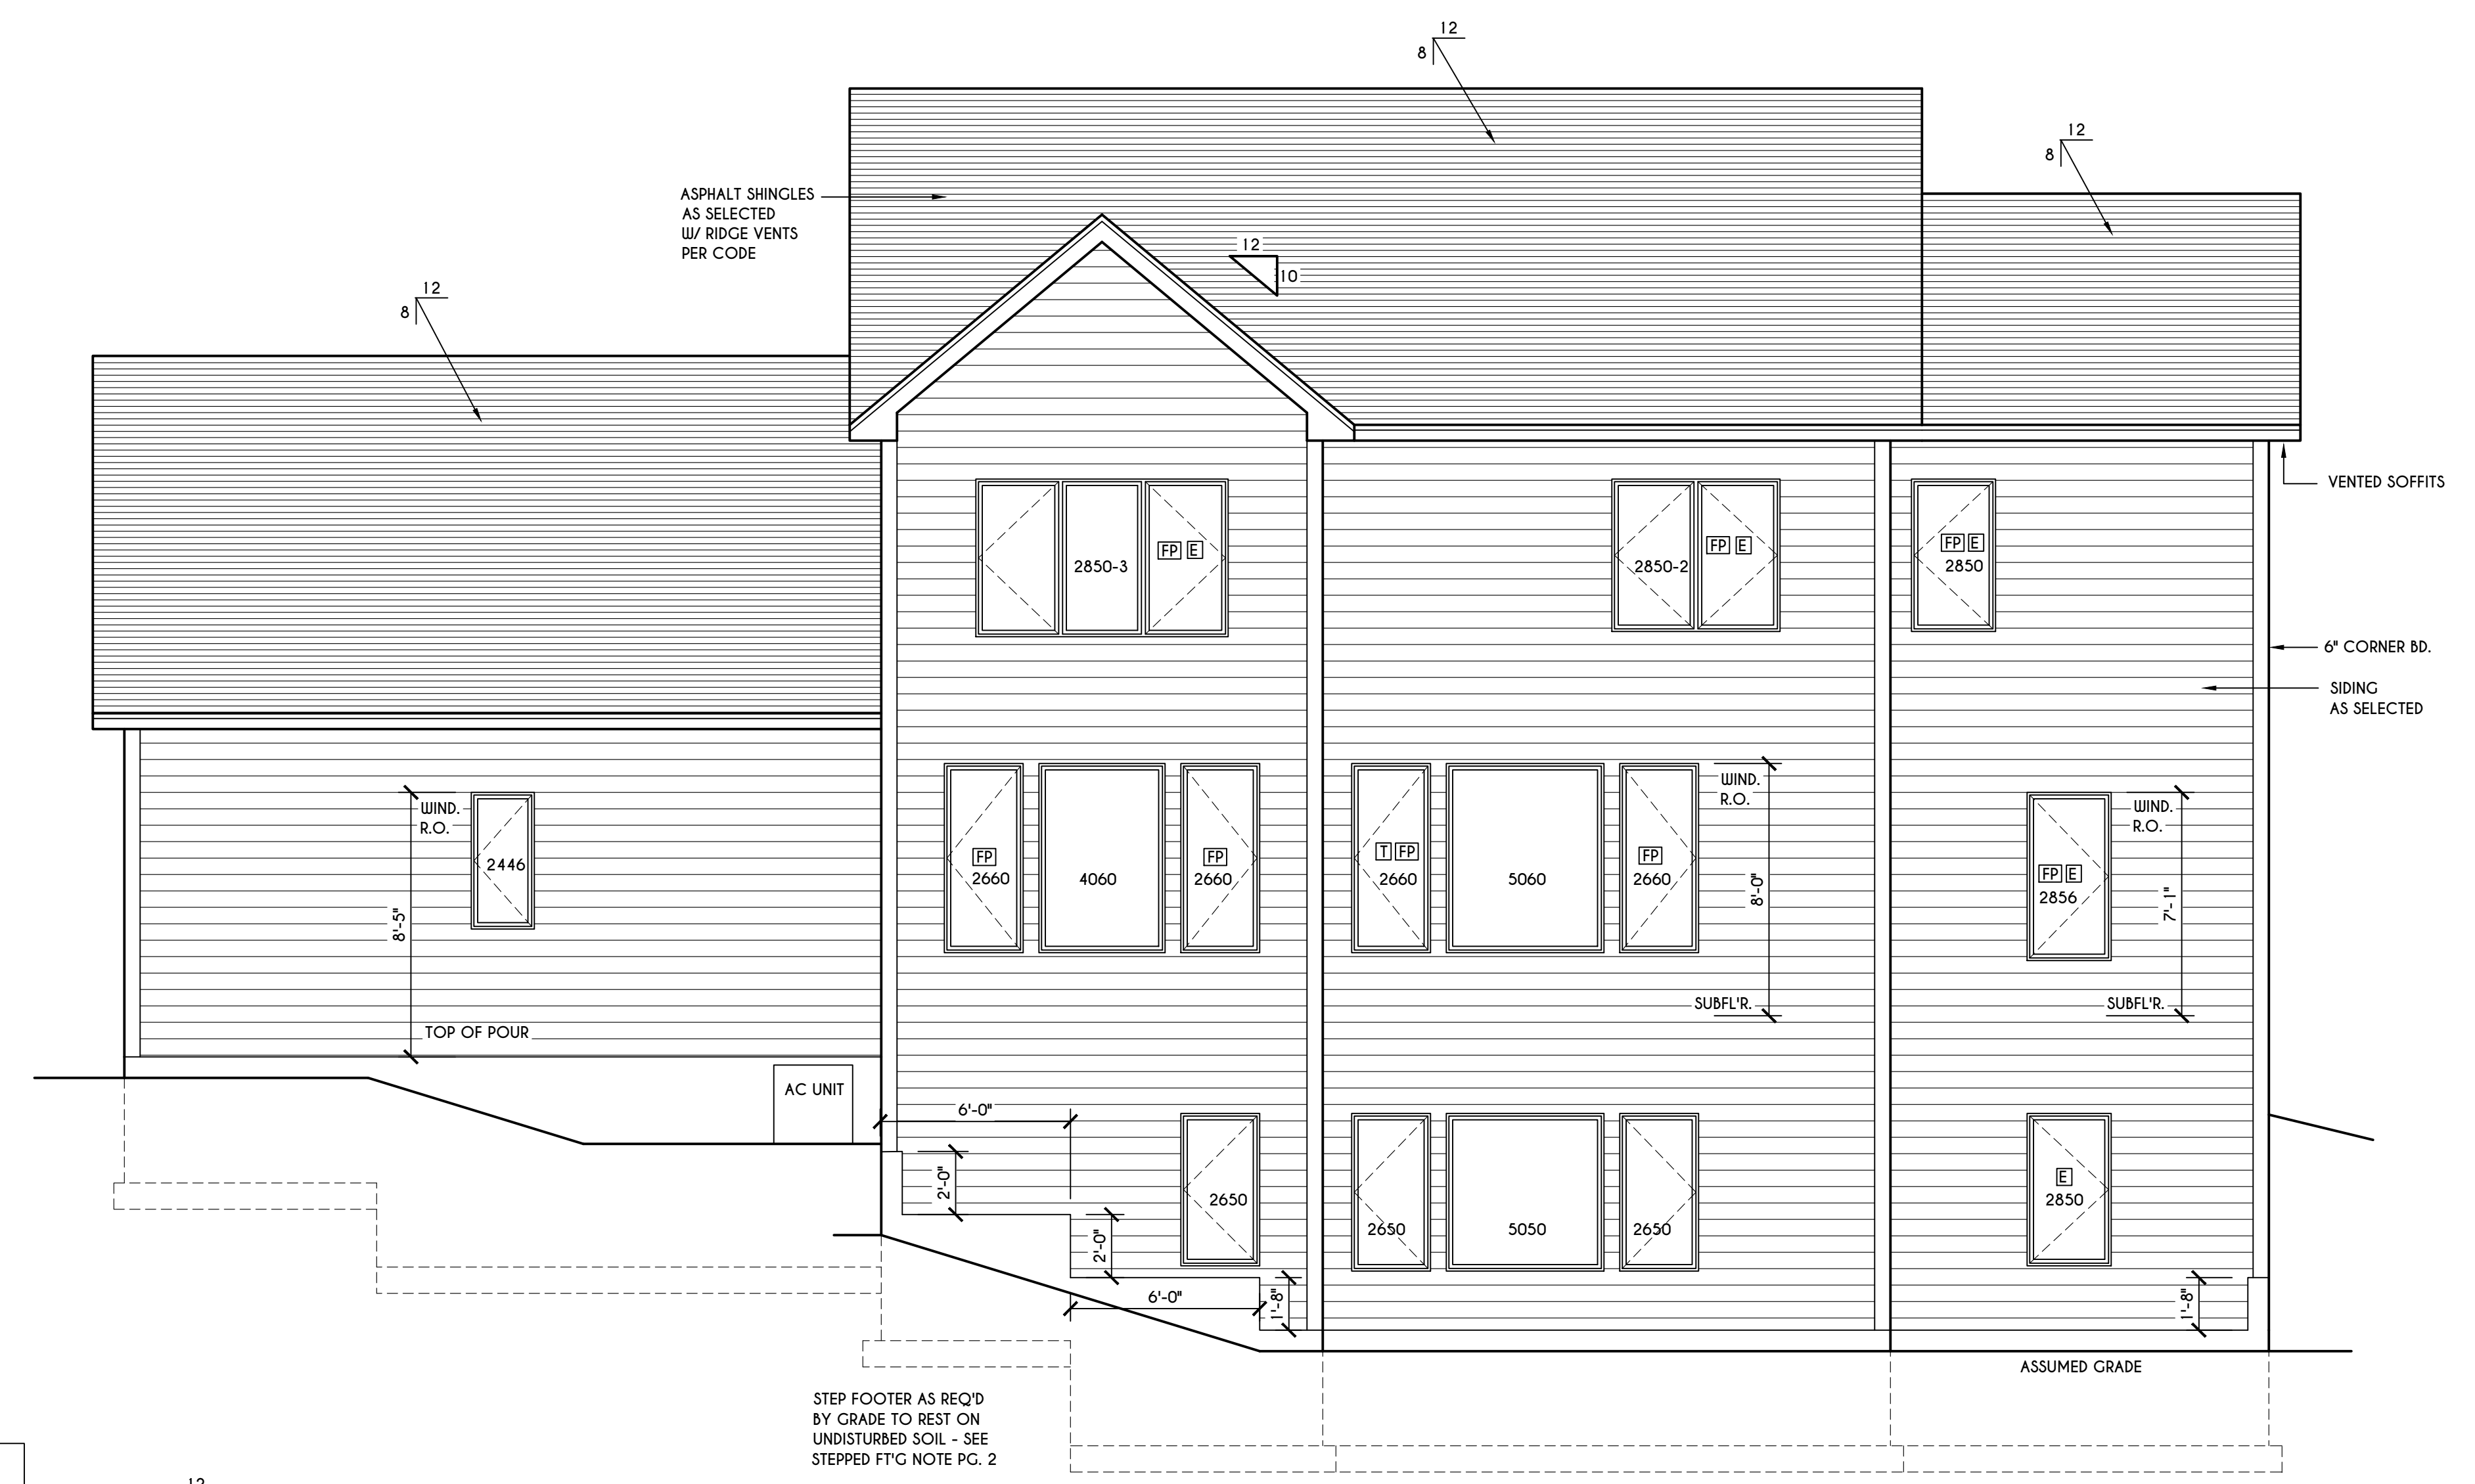 12
8
12
8
ASPHALT SHINGLES
AS SELECTED
W/ RIDGE VENTS
PER CODE
12
10
12
8
VENTED SOFFITS
2850-3
FP E
2850-2
FP E
FP E
2850
6" CORNER BD.
SIDING
AS SELECTED
WIND.
R.O.
2446
8'-5"
TOP OF POUR
FP
2660
4060
FP
2660
T FP
2660
5060
FP
2660
WIND.
R.O.
8'-0"
SUBFL'R.
FP E
2856
WIND.
R.O.
7'-1"
SUBFL'R.
AC UNIT
6'-0"
2'-0"
2'-0"
6'-0"
1'-8"
2650
2650
5050
2650
E
2850
1'-8"
ASSUMED GRADE
STEP FOOTER AS REQ'D
BY GRADE TO REST ON
UNDISTURBED SOIL - SEE
STEPPED FT'G NOTE PG. 2
12